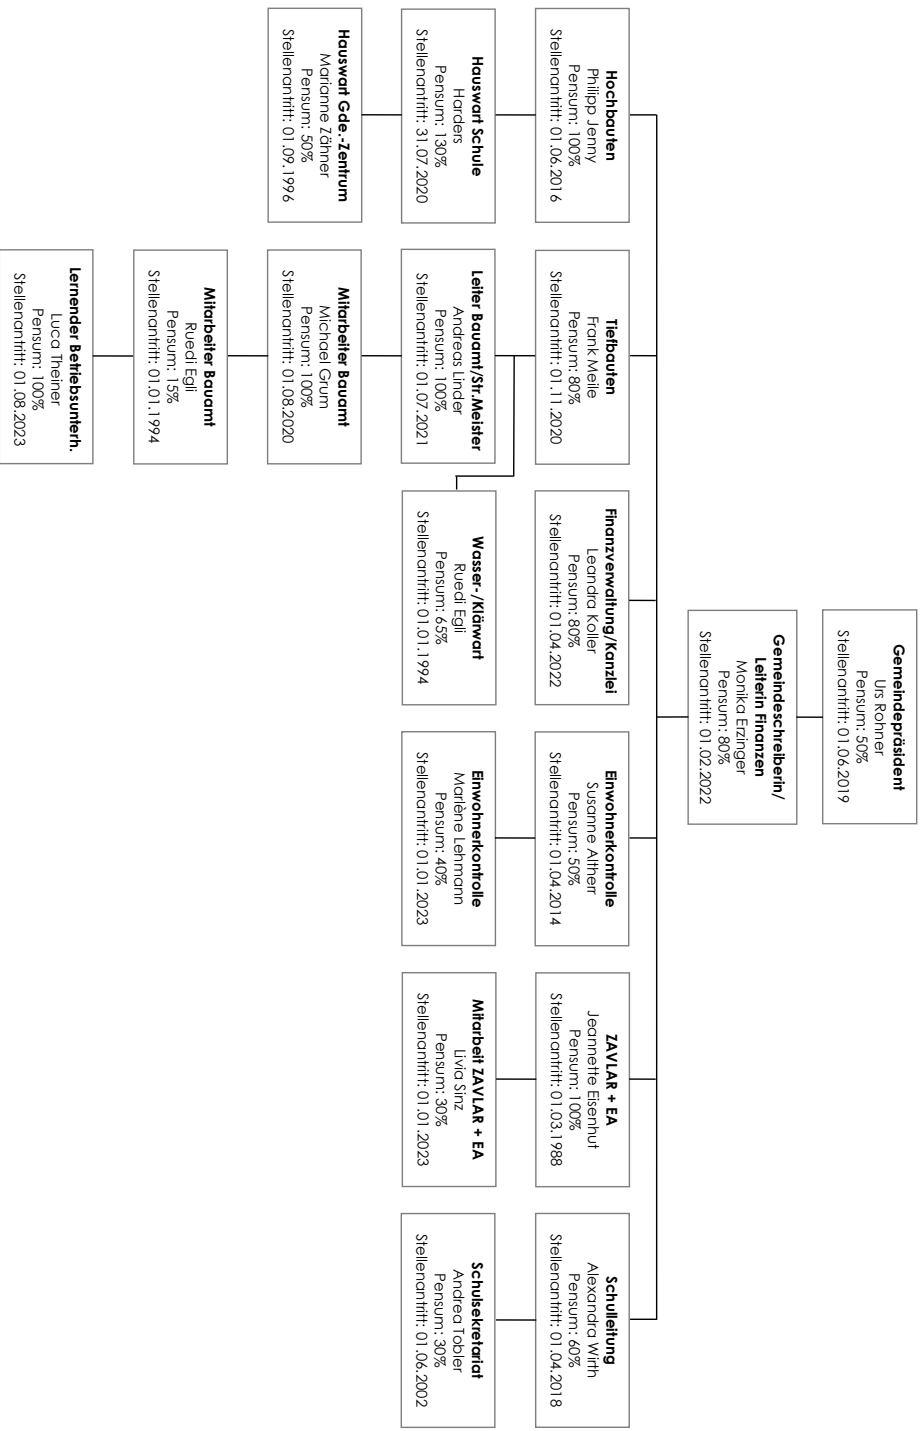 Gemeindepräsident
Urs Rohner
Pensum: 50%
Stellenantritt: 01.06.2019
Gemeindeschreiberin/
Leiterin Finanzen
Monika Erzinger
Pensum: 80%
Stellenantritt: 01.02.2022
Hochbauten
Philipp Jenny
Pensum: 100%
Stellenantritt: 01.06.2016
Tiefbauten
Frank Meile
Pensum: 80%
Stellenantritt: 01.11.2020
Finanzverwaltung/Kanzlei
Leandra Koller
Pensum: 80%
Stellenantritt: 01.04.2022
Einwohnerkontrolle
Susanne Altherr
Pensum: 50%
Stellenantritt: 01.04.2014
ZAVLAR + EA
Jeannette Eisenhut
Pensum: 100%
Stellenantritt: 01.03.1988
Schulleitung
Alexandra Wirth
Pensum: 60%
Stellenantritt: 01.04.2018
Hauswart Schule
Harders
Pensum: 130%
Stellenantritt: 31.07.2020
Leiter Bauamt/Str.Meister
Andreas Linder
Pensum: 100%
Stellenantritt: 01.07.2021
Wasser-/Klärwart
Ruedi Egli
Pensum: 65%
Stellenantritt: 01.01.1994
Einwohnerkontrolle
Marlène Lehmann
Pensum: 40%
Stellenantritt: 01.01.2023
Mitarbeit ZAVLAR + EA
Livia Sinz
Pensum: 30%
Stellenantritt: 01.01.2023
Schulsekretariat
Andrea Tobler
Pensum: 30%
Stellenantritt: 01.06.2002
Hauswart Gde.-Zentrum
Marianne Zähner
Pensum: 50%
Stellenantritt: 01.09.1996
Mitarbeiter Bauamt
Michael Grum
Pensum: 100%
Stellenantritt: 01.08.2020
Mitarbeiter Bauamt
Ruedi Egli
Pensum: 15%
Stellenantritt: 01.01.1994
Lernender Betriebsunterh.
Luca Theiner
Pensum: 100%
Stellenantritt: 01.08.2023